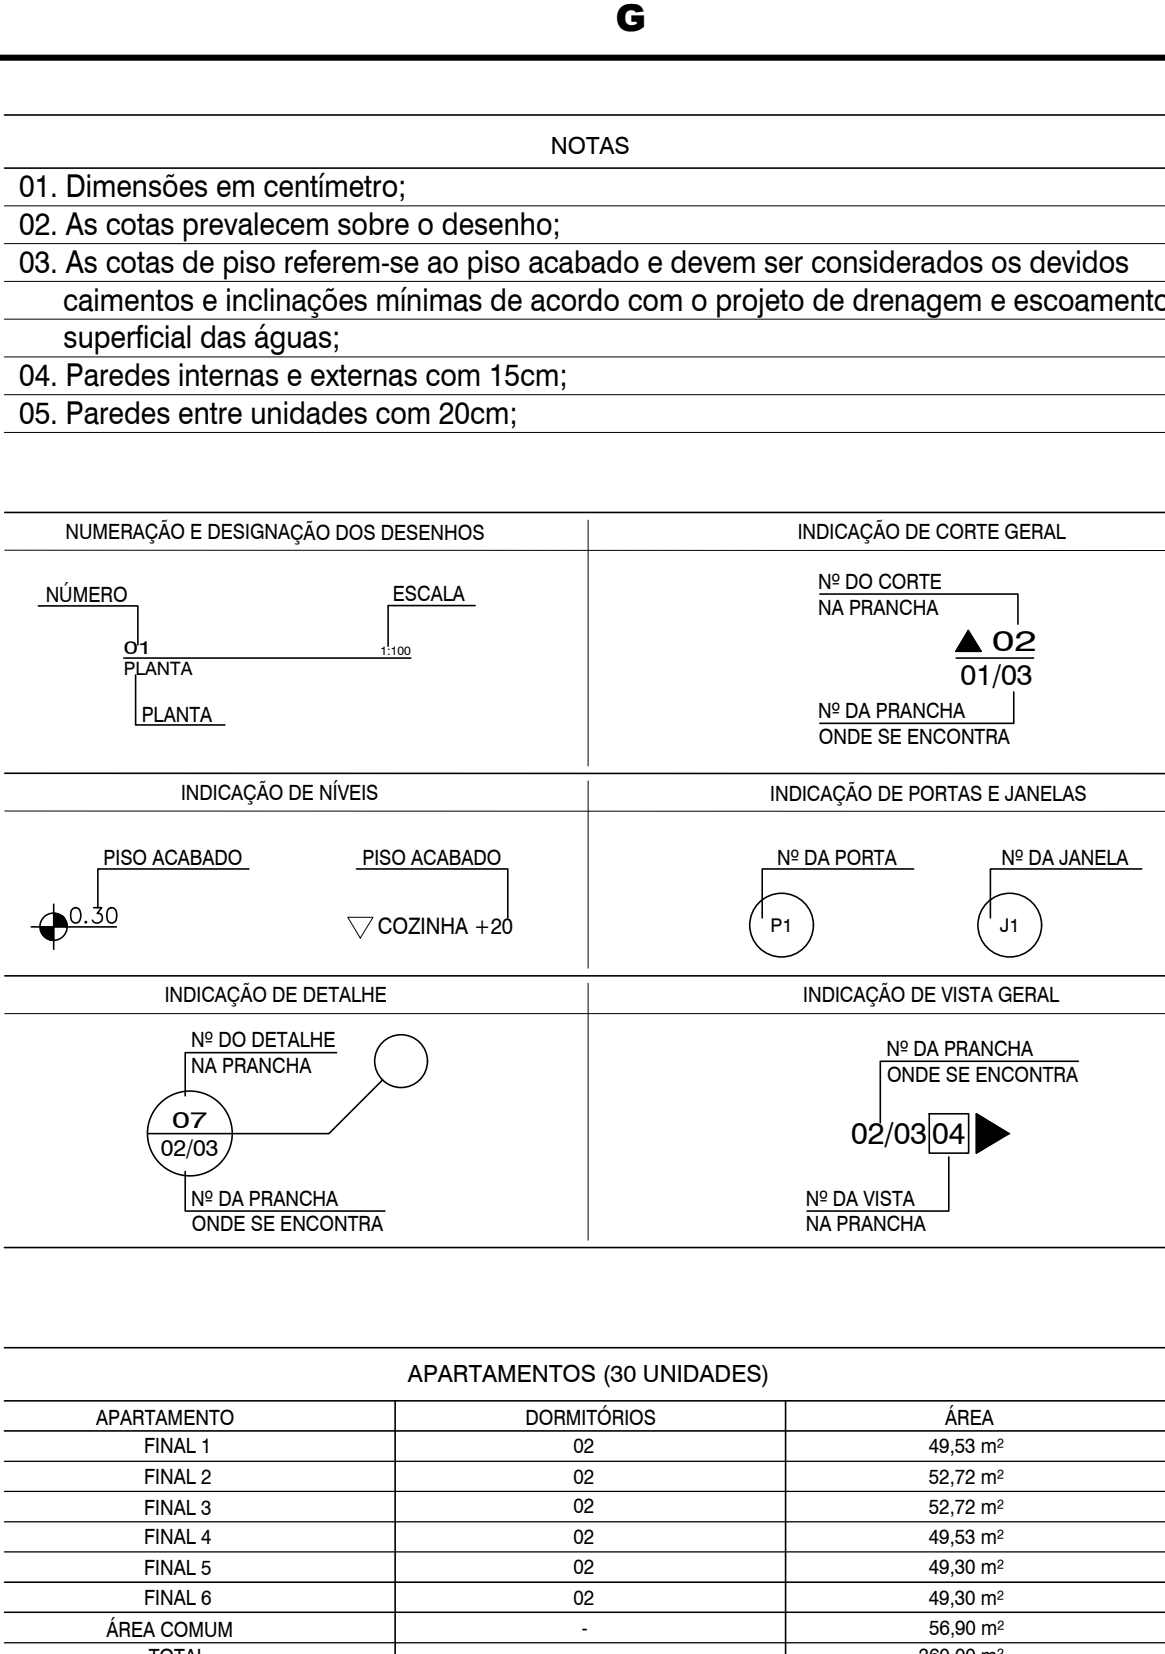 G
NOTAS
01. Dimensões em centímetro;
02. As cotas prevalecem sobre o desenho;
03. As cotas de piso referem-se ao piso acabado e devem ser considerados os devidos
caimentos e inclinações mínimas de acordo com o projeto de drenagem e escoamento
superficial das águas;
04. Paredes internas e externas com 15cm;
05. Paredes entre unidades com 20cm;
NUMERAÇÃO E DESIGNAÇÃO DOS DESENHOS
NÚMERO
ESCALA
01
1:100
PLANTA
PLANTA
INDICAÇÃO DE CORTE GERAL
Nº DO CORTE
NA PRANCHA
02
01/03
Nº DA PRANCHA
ONDE SE ENCONTRA
INDICAÇÃO DE NÍVEIS
PISO ACABADO
PISO ACABADO
0.30
COZINHA +20
INDICAÇÃO DE PORTAS E JANELAS
Nº DA PORTA
Nº DA JANELA
P1
J1
INDICAÇÃO DE DETALHE
Nº DO DETALHE
NA PRANCHA
07
02/03
Nº DA PRANCHA
ONDE SE ENCONTRA
INDICAÇÃO DE VISTA GERAL
Nº DA PRANCHA
ONDE SE ENCONTRA
02/03 04
Nº DA VISTA
NA PRANCHA
APARTAMENTOS (30 UNIDADES)
APARTAMENTO DORMITÓRIOS ÁREA
FINAL 1 02 49,53 m²
FINAL 2 02 52,72 m²
FINAL 3 02 52,72 m²
FINAL 4 02 49,53 m²
FINAL 5 02 49,30 m²
FINAL 6 02 49,30 m²
ÁREA COMUM - 56,90 m²
TOTAL